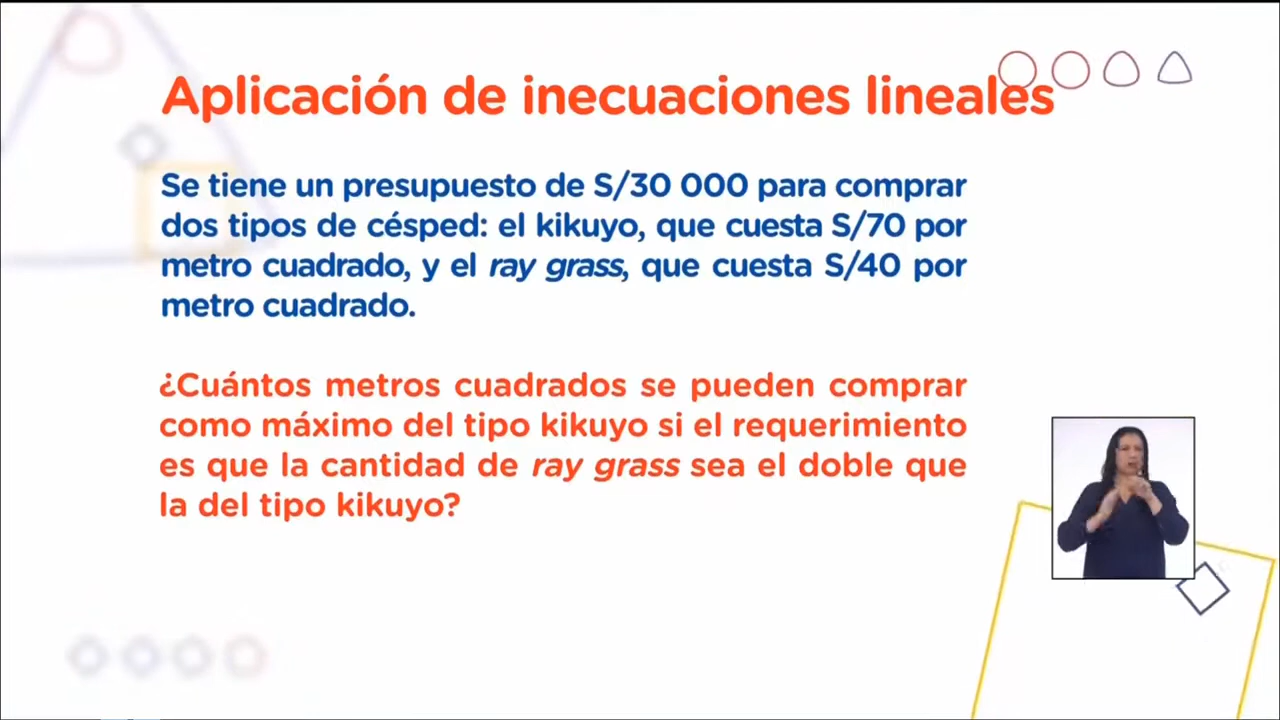 Aplicación de inecuaciones lineales
Se tiene un presupuesto de S/30 000 para comprar
dos tipos de césped: el kikuyo, que cuesta S/70 por
metro cuadrado, y el ray grass, que cuesta S/40 por
metro cuadrado.
¿Cuántos metros cuadrados se pueden comprar
como máximo del tipo kikuyo si el requerimiento
es que la cantidad de ray grass sea el doble que
la del tipo kikuyo?